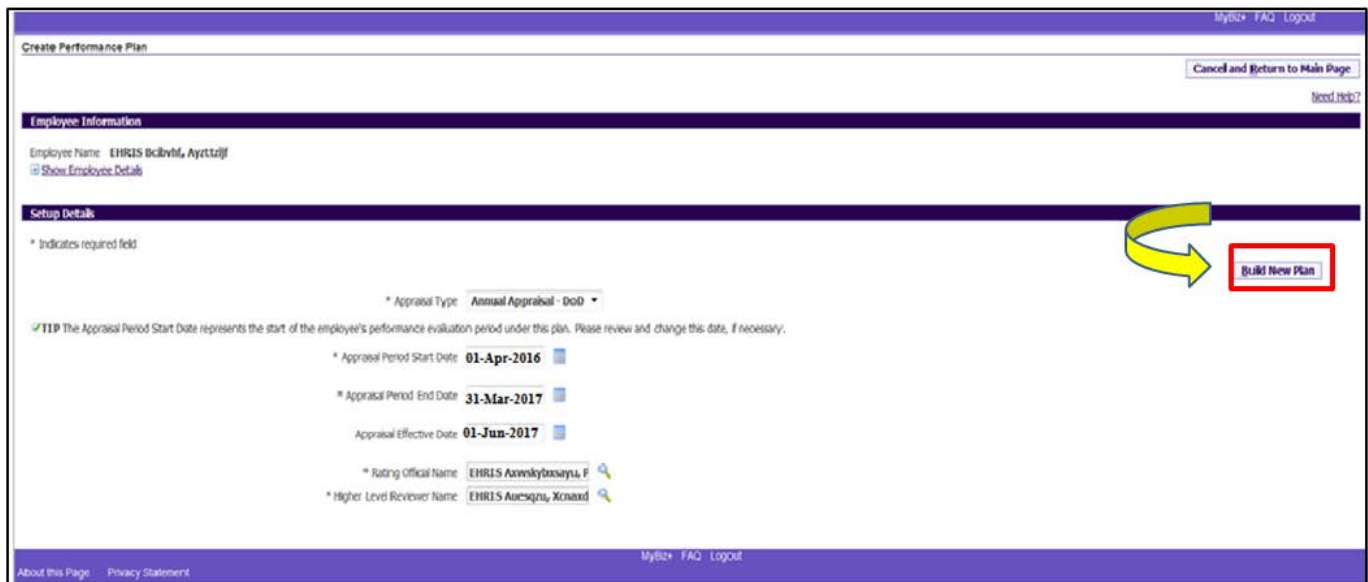 MyBiz+ FAQ Logout
Create Performance Plan
Cancel and Return to Main Page
Need Help?
Employee Information
Employee Name EHRIS Bcibvhf, Ayzttzijf
Show Employee Details
Setup Details
* Indicates required field
Build New Plan
* Appraisal Type Annual Appraisal - DoD
TIP The Appraisal Period Start Date represents the start of the employee's performance evaluation period under this plan. Please review and change this date, if necessary.
* Appraisal Period Start Date 01-Apr-2016
* Appraisal Period End Date 31-Mar-2017
Appraisal Effective Date 01-Jun-2017
* Rating Official Name EHRIS
* Higher Level Reviewer Name EHRIS Auesqzu, Xcnaxd
MyBiz+ FAQ Logout
About this Page Privacy Statement